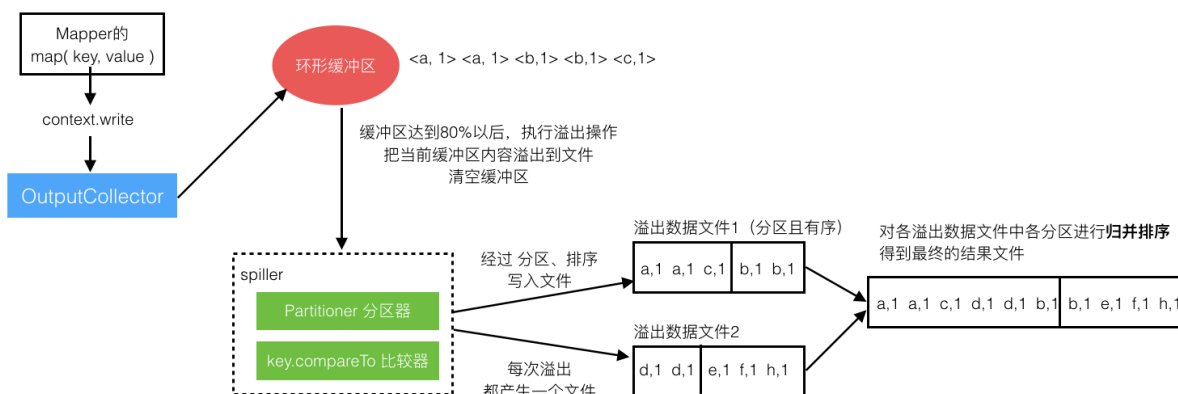 Mapper的
map( key, value )
context.write
OutputCollector
环形缓冲区
<a, 1> <a, 1> <b,1> <b,1> <c,1>
缓冲区达到80%以后，执行溢出操作
把当前缓冲区内容溢出到文件
清空缓冲区
spiller
Partitioner 分区器
key.compareTo 比较器
经过 分区、排序
写入文件
每次溢出
都产生一个文件
溢出数据文件1（分区且有序）
a,1 a,1 c,1 b,1 b,1
溢出数据文件2
d,1 d,1 e,1 f,1 h,1
对各溢出数据文件中各分区进行归并排序
得到最终的结果文件
a,1 a,1 c,1 d,1 d,1 b,1 b,1 e,1 f,1 h,1